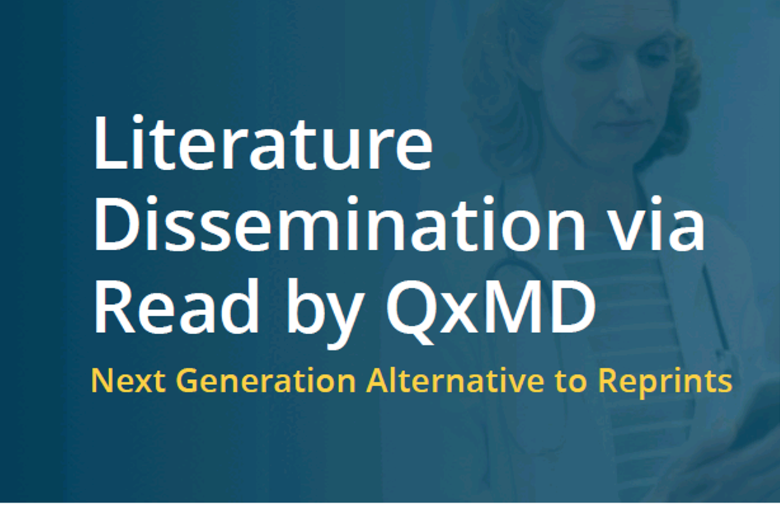 Literature
Dissemination via
Read by QxMD
Next Generation Alternative to Reprints